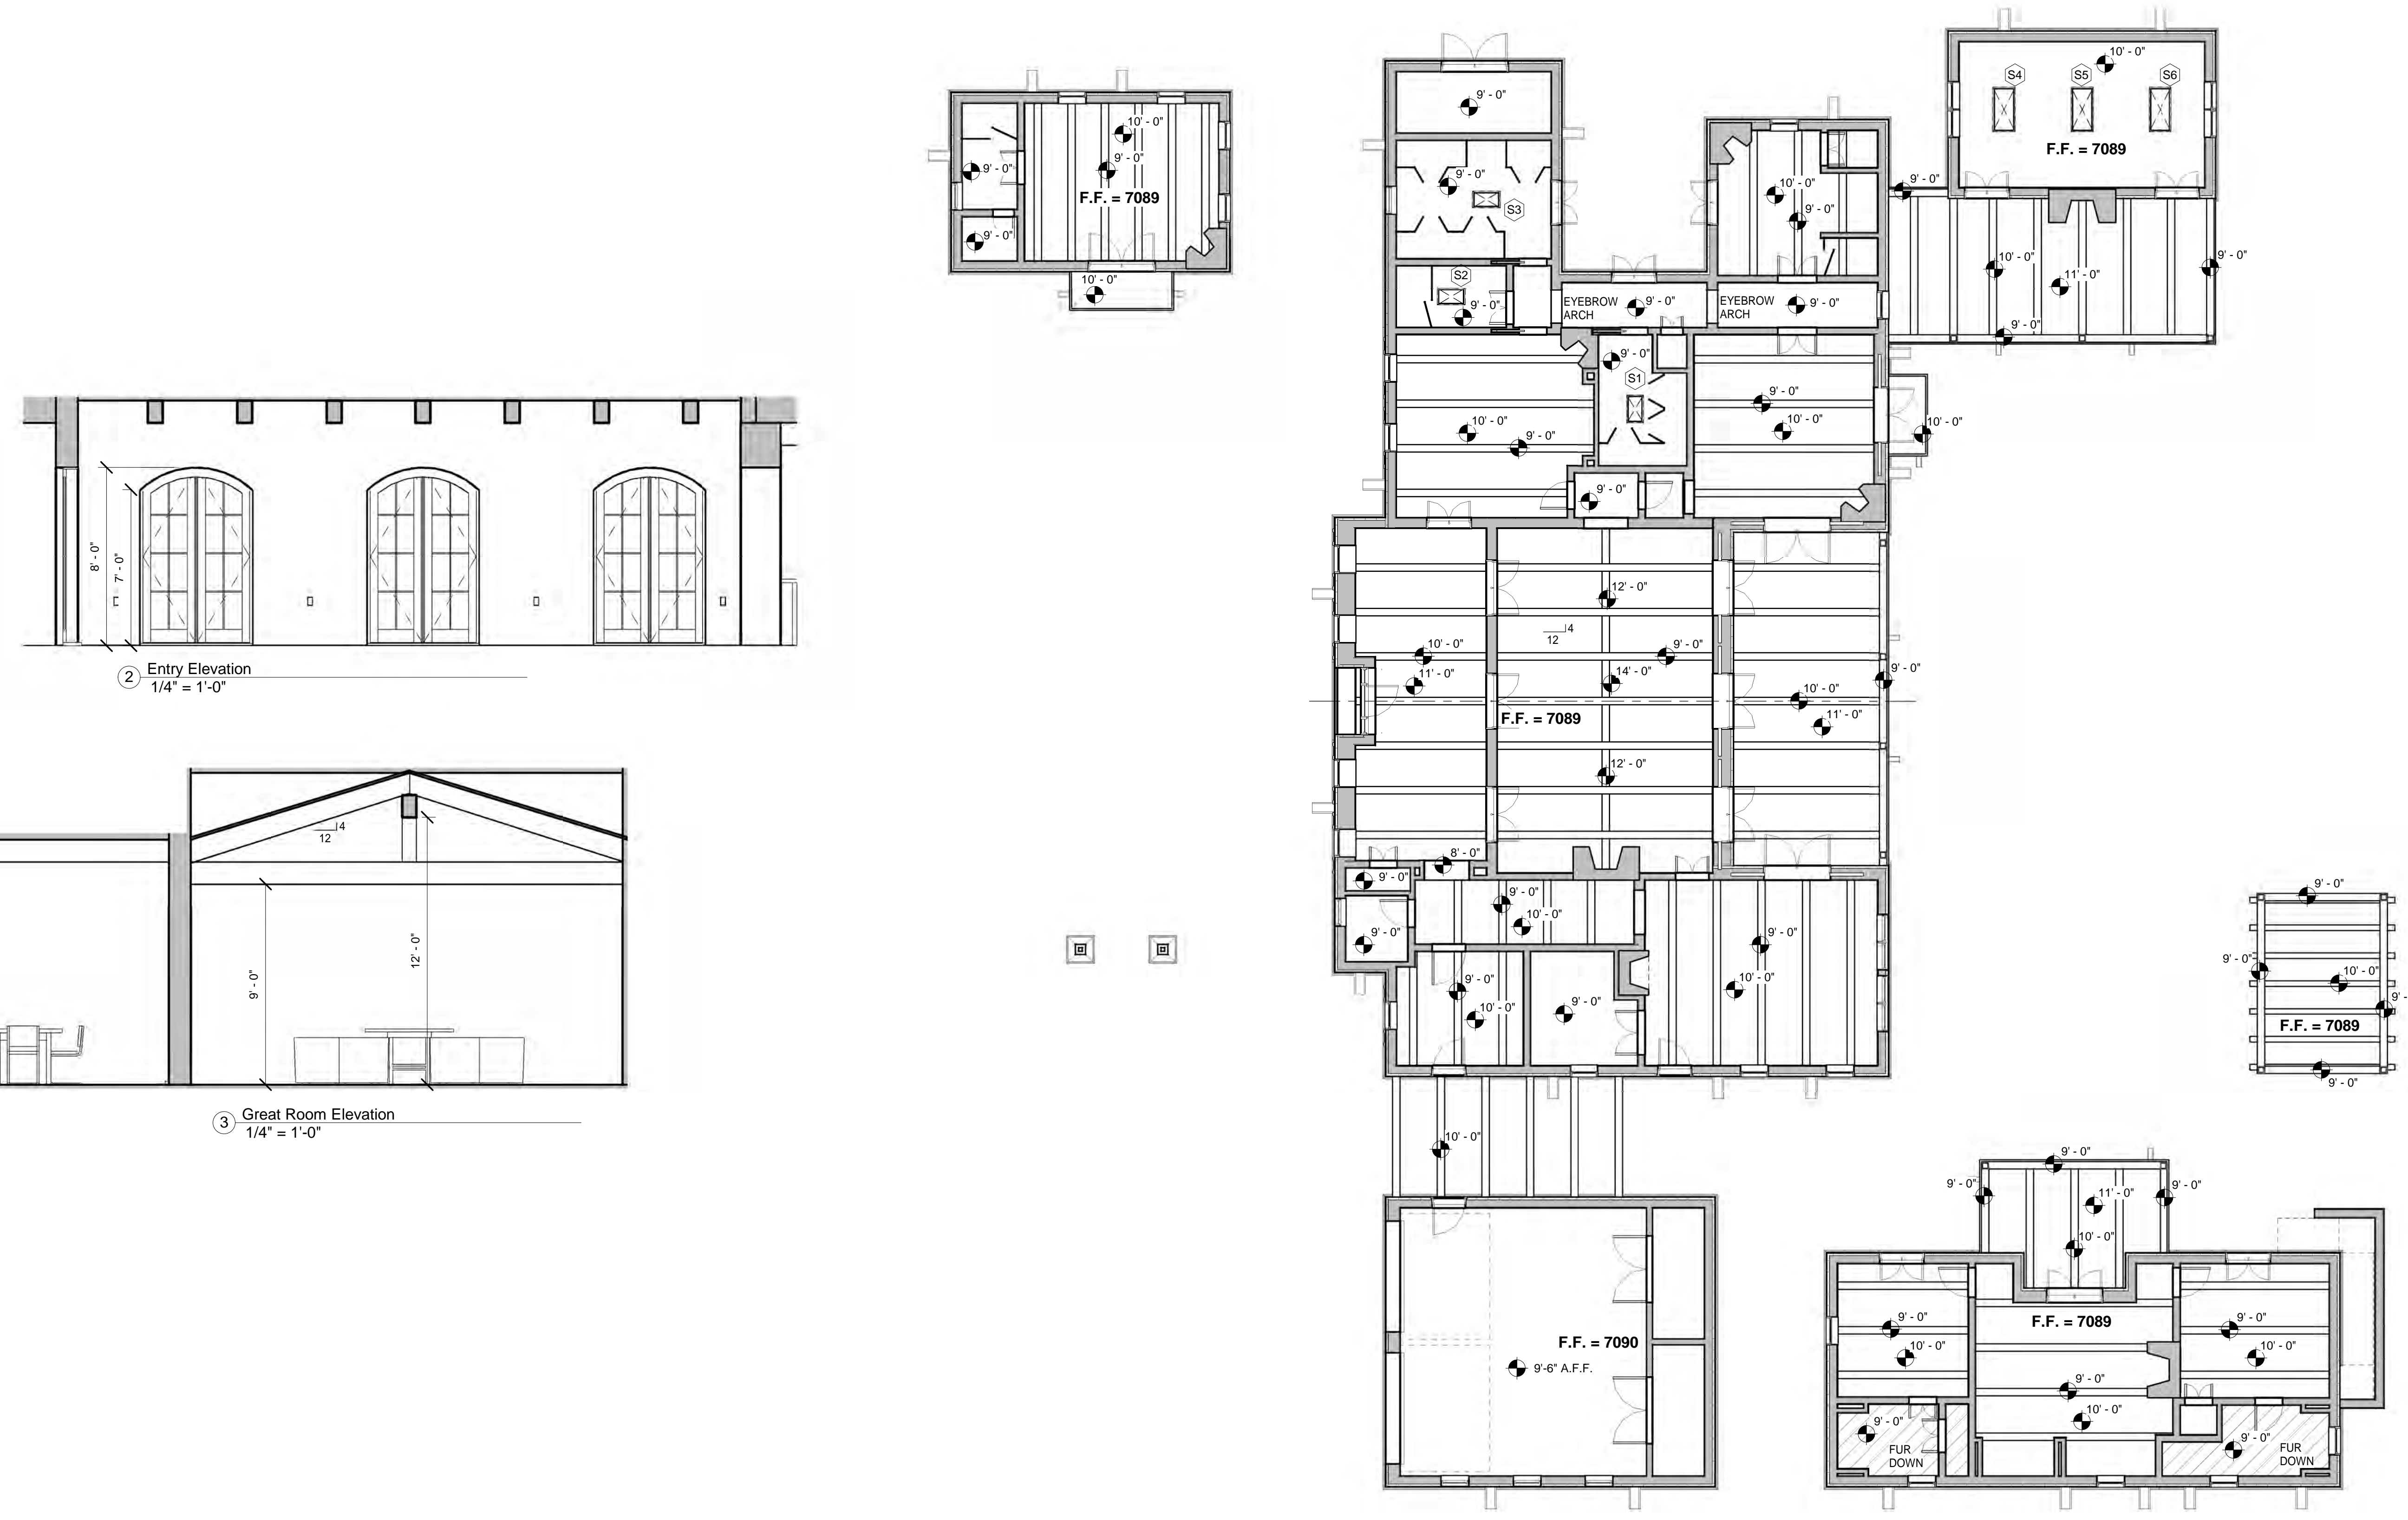 10' - 0"
9' - 0"
9' - 0"
F.F. = 7089
9' - 0"
10' - 0"
8' - 0"
7' - 0"
2
Entry Elevation
1/4" = 1'-0"
4
12
9' - 0"
12' - 0"
3
Great Room Elevation
1/4" = 1'-0"
9' - 0"
9' - 0"
S3
S2
9' - 0"
EYEBROW
ARCH
9' - 0"
EYEBROW
ARCH
9' - 0"
10' - 0"
9' - 0"
10' - 0"
S4
S5
S6
F.F. = 7089
9' - 0"
10' - 0"
11' - 0"
9' - 0"
9' - 0"
9' - 0"
S1
10' - 0"
9' - 0"
9' - 0"
10' - 0"
10' - 0"
9' - 0"
12' - 0"
4
12
10' - 0"
11' - 0"
9' - 0"
14' - 0"
F.F. = 7089
12' - 0"
9' - 0"
10' - 0"
11' - 0"
8' - 0"
9' - 0"
9' - 0"
10' - 0"
9' - 0"
9' - 0"
10' - 0"
9' - 0"
10' - 0"
9' - 0"
10' - 0"
9' - 0"
9' - 0"
10' - 0"
9' -
F.F. = 7089
9' - 0"
10' - 0"
F.F. = 7090
9'-6" A.F.F.
9' - 0"
9' - 0"
11' - 0"
9' - 0"
10' - 0"
9' - 0"
10' - 0"
F.F. = 7089
9' - 0"
10' - 0"
9' - 0"
10' - 0"
9' - 0"
FUR
DOWN
9' - 0"
FUR
DOWN